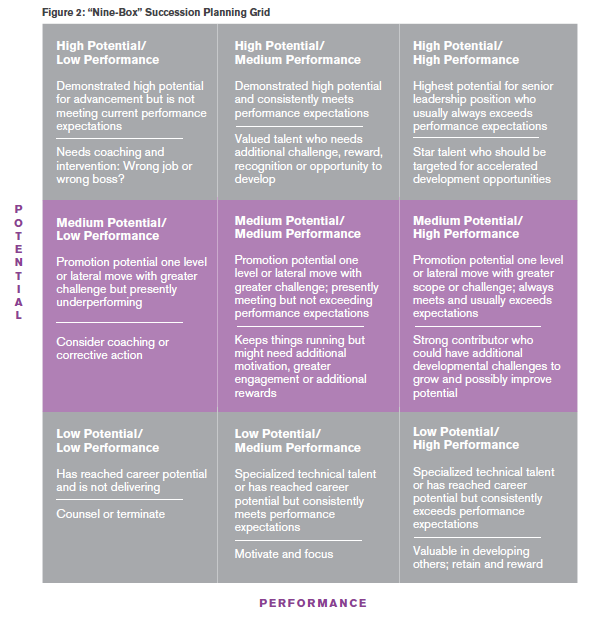 Figure 2: “Nine-Box” Succession Planning Grid
High Potential/
Low Performance
Demonstrated high potential
for advancement but is not
meeting current performance
expectations
Needs coaching and
intervention: Wrong job or
wrong boss?
High Potential/
Medium Performance
Demonstrated high potential
and consistently meets
performance expectations
Valued talent who needs
additional challenge, reward,
recognition or opportunity to
develop
High Potential/
High Performance
Highest potential for senior
leadership position who
usually always exceeds
performance expectations
Star talent who should be
targeted for accelerated
development opportunities
POTENTIAL
Medium Potential/
Low Performance
Promotion potential one level
or lateral move with greater
challenge but presently
underperforming
Consider coaching or
corrective action
Medium Potential/
Medium Performance
Promotion potential one
level or lateral move with
greater challenge; presently
meeting but not exceeding
performance expectations
Keeps things running but
might need additional
motivation, greater
engagement or additional
rewards
Medium Potential/
High Performance
Promotion potential one level
or lateral move with greater
scope or challenge; always
meets and usually exceeds
expectations
Strong contributor who
could have additional
developmental challenges to
grow and possibly improve
potential
Low Potential/
Low Performance
Has reached career potential
and is not delivering
Counsel or terminate
Low Potential/
Medium Performance
Specialized technical talent
or has reached career
potential but consistently
meets performance
expectations
Motivate and focus
Low Potential/
High Performance
Specialized technical talent
or has reached career
potential but consistently
exceeds performance
expectations
Valuable in developing
others; retain and reward
PERFORMANCE